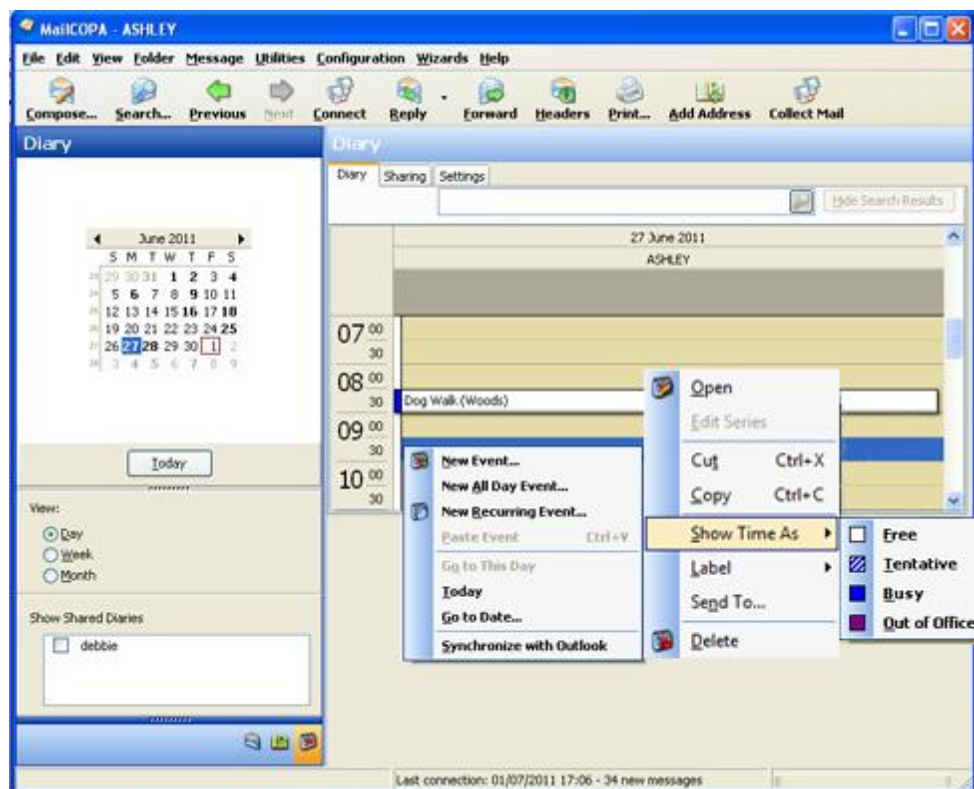 MailCOPA - ASHLEY
File Edit View Folder Message Utilities Configuration Wizards Help
Compose... Search... Previous Next Connect Reply Forward Headers Print... Add Address Collect Mail
Diary
Diary
Diary Sharing Settings
Hide Search Results
June 2011
S M T W T F S
29 30 31 1 2 3 4
5 6 7 8 9 10 11
12 13 14 15 16 17 18
19 20 21 22 23 24 25
26 27 28 29 30 1 2
3 4 5 6 7 8 9
Today
View:
Day
Week
Month
Show Shared Diaries
debbie
27 June 2011
ASHLEY
07 00
30
08 00
30 Dog Walk (Woods)
09 00
30
10 00
30
New Event...
New All Day Event...
New Recurring Event...
Paste Event Ctrl+V
Go to This Day
Today
Go to Date...
Synchronize with Outlook
Open
Edit Series
Cut Ctrl+X
Copy Ctrl+C
Show Time As
Label
Send To...
Delete
Free
Tentative
Busy
Out of Office
Last connection: 01/07/2011 17:06 - 34 new messages